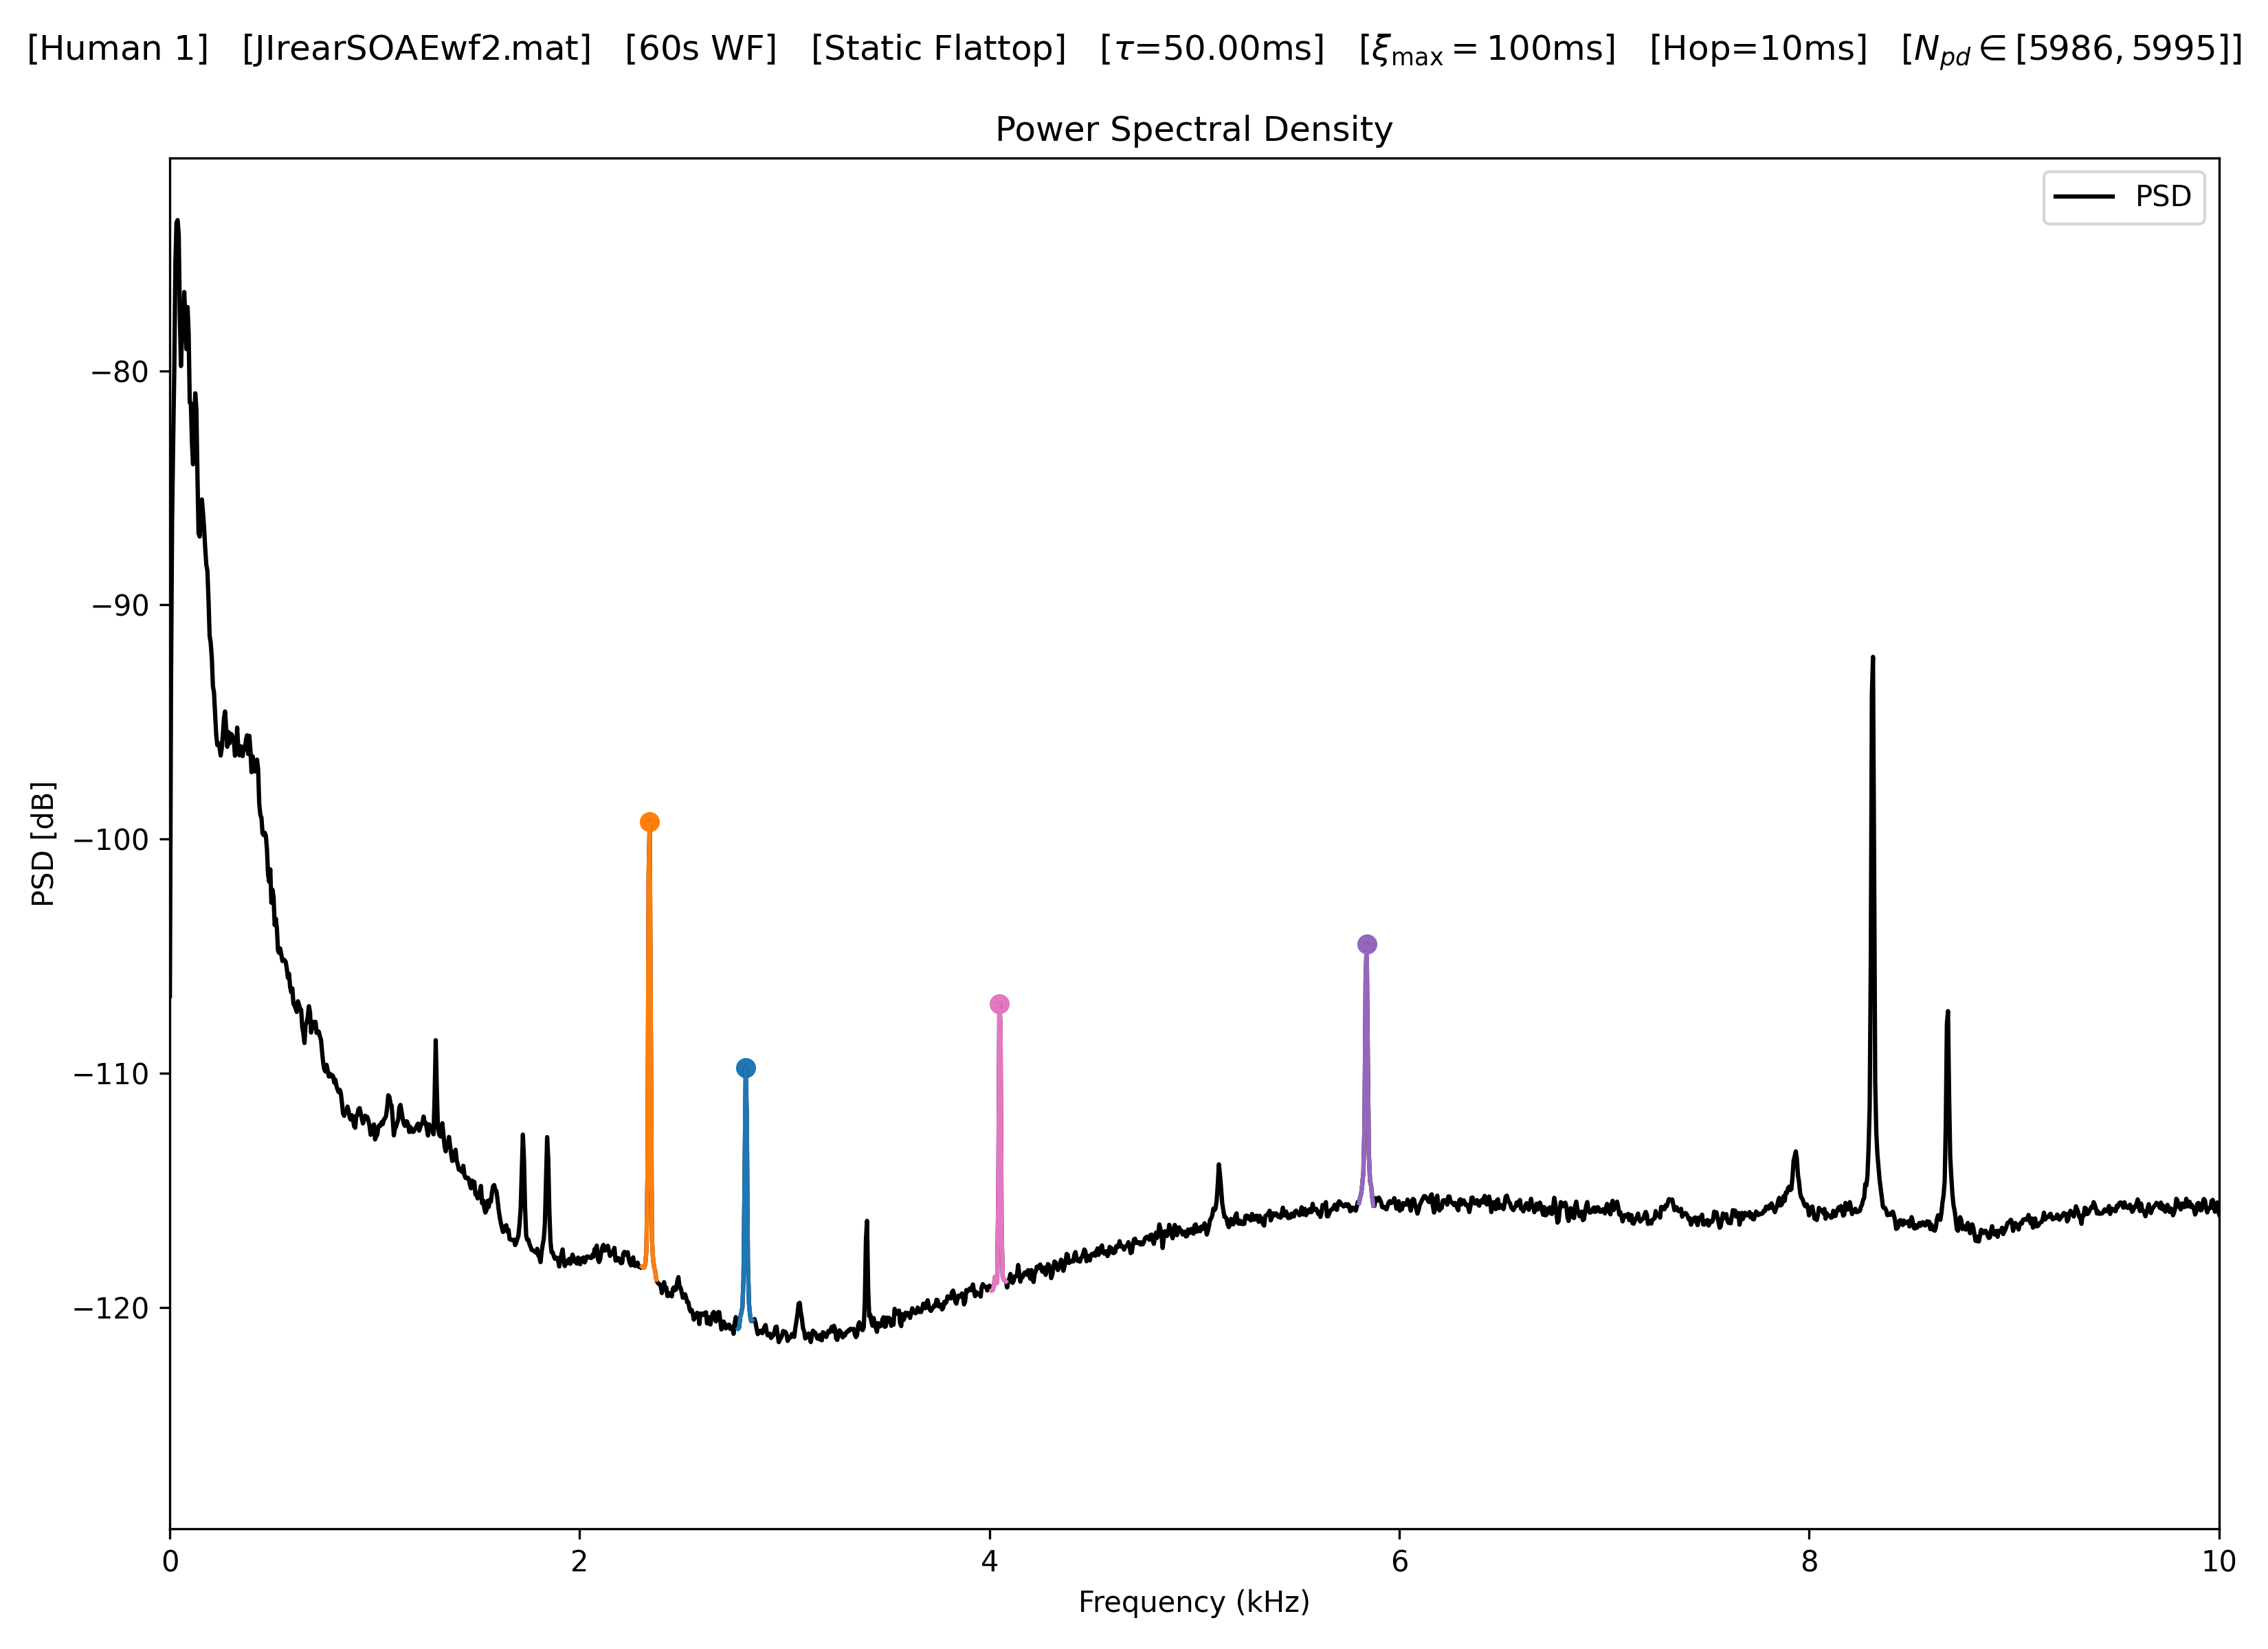 [Human 1] [JIrearSOAEwf2.mat] [60s WF] [Static Flattop] [τ=50.00ms] [ξmax = 100ms] [Hop=10ms] [Npd ∈ [5986, 5995]]
Power Spectral Density
PSD
PSD [dB]
−80
−90
−100
−110
−120
0 2 4 6 8 10
Frequency (kHz)